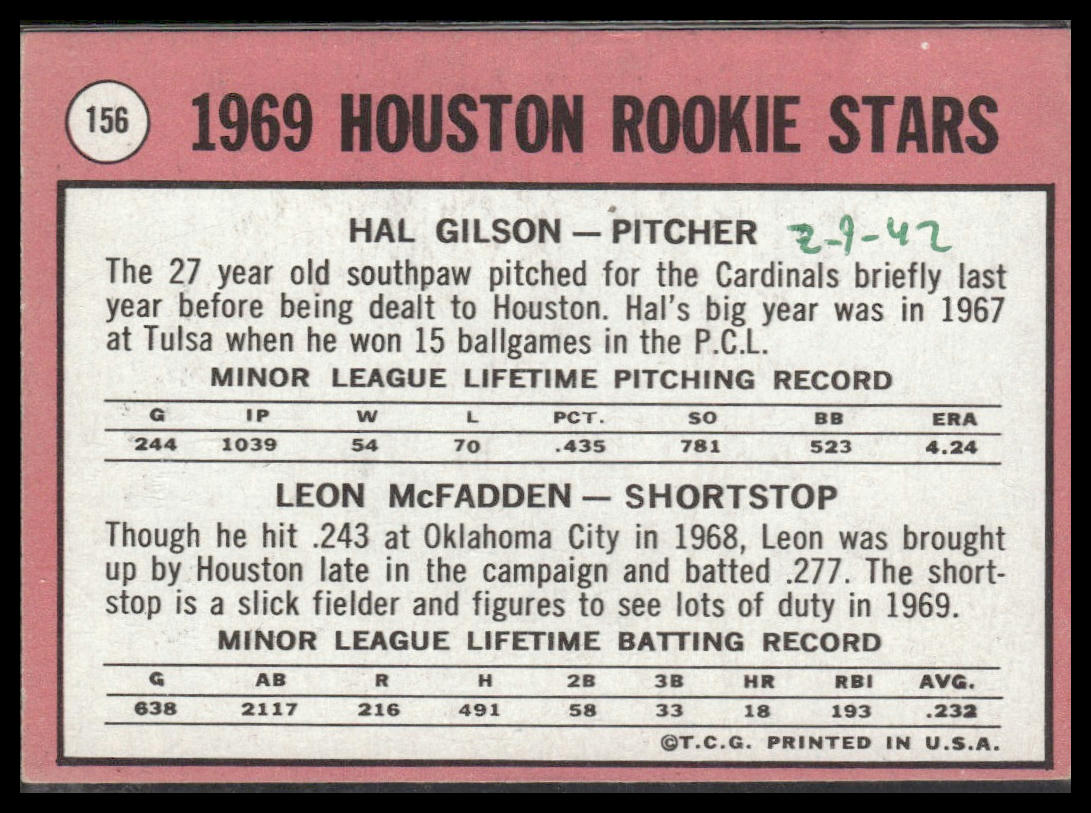 156
1969 HOUSTON ROOKIE STARS
HAL GILSON — PITCHER 2-9-42
The 27 year old southpaw pitched for the Cardinals briefly last
year before being dealt to Houston. Hal's big year was in 1967
at Tulsa when he won 15 ballgames in the P.C.L.
MINOR LEAGUE LIFETIME PITCHING RECORD
G IP W L PCT. SO BB ERA
244 1039 54 70 .435 781 523 4.24
LEON McFADDEN — SHORTSTOP
Though he hit .243 at Oklahoma City in 1968, Leon was brought
up by Houston late in the campaign and batted .277. The short-
stop is a slick fielder and figures to see lots of duty in 1969.
MINOR LEAGUE LIFETIME BATTING RECORD
G AB R H 2B 3B HR RBI AVG.
638 2117 216 491 58 33 18 193 .232
©T.C.G. PRINTED IN U.S.A.